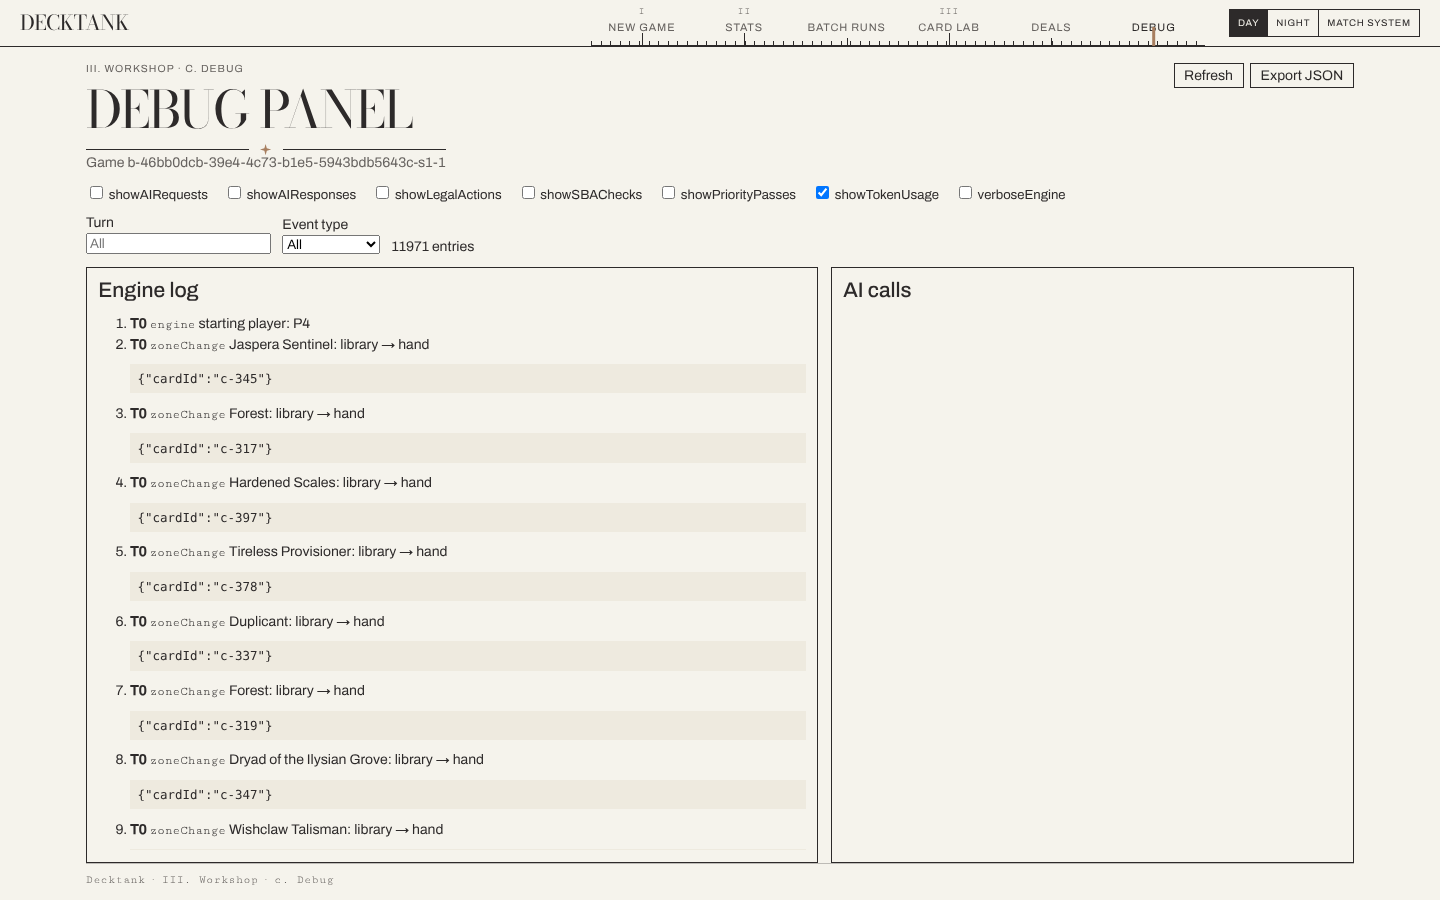 DECKTANK
I
NEW GAME
II
STATS
BATCH RUNS
III
CARD LAB
DEALS
DEBUG
DAY
NIGHT
MATCH SYSTEM
III. WORKSHOP · C. DEBUG
DEBUG PANEL
Game b-46bb0dcb-39e4-4c73-b1e5-5943bdb5643c-s1-1
Refresh
Export JSON
showAIRequests
showAIResponses
showLegalActions
showSBAChecks
showPriorityPasses
showTokenUsage
verboseEngine
Turn
All
Event type
All
11971 entries
Engine log
1. T0 engine starting player: P4
2. T0 zoneChange Jaspera Sentinel: library → hand
{"cardId":"c-345"}
3. T0 zoneChange Forest: library → hand
{"cardId":"c-317"}
4. T0 zoneChange Hardened Scales: library → hand
{"cardId":"c-397"}
5. T0 zoneChange Tireless Provisioner: library → hand
{"cardId":"c-378"}
6. T0 zoneChange Duplicant: library → hand
{"cardId":"c-337"}
7. T0 zoneChange Forest: library → hand
{"cardId":"c-319"}
8. T0 zoneChange Dryad of the Ilysian Grove: library → hand
{"cardId":"c-347"}
9. T0 zoneChange Wishclaw Talisman: library → hand
AI calls
Decktank · III. Workshop · c. Debug